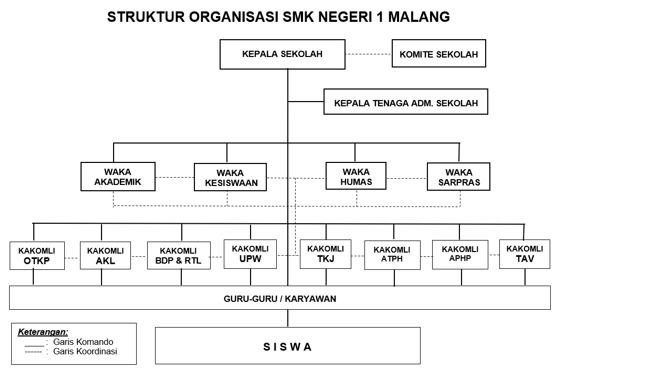 STRUKTUR ORGANISASI SMK NEGERI 1 MALANG
KEPALA SEKOLAH
KOMITE SEKOLAH
KEPALA TENAGA ADM. SEKOLAH
WAKA
AKADEMIK
WAKA
KESISWAAN
WAKA
HUMAS
WAKA
SARPRAS
KAKOMLI
OTKP
KAKOMLI
AKL
KAKOMLI
BDP & RTL
KAKOMLI
UPW
KAKOMLI
TKJ
KAKOMLI
ATPH
KAKOMLI
APHP
KAKOMLI
TAV
GURU-GURU / KARYAWAN
SISWA
Keterangan:
: Garis Komando
: Garis Koordinasi